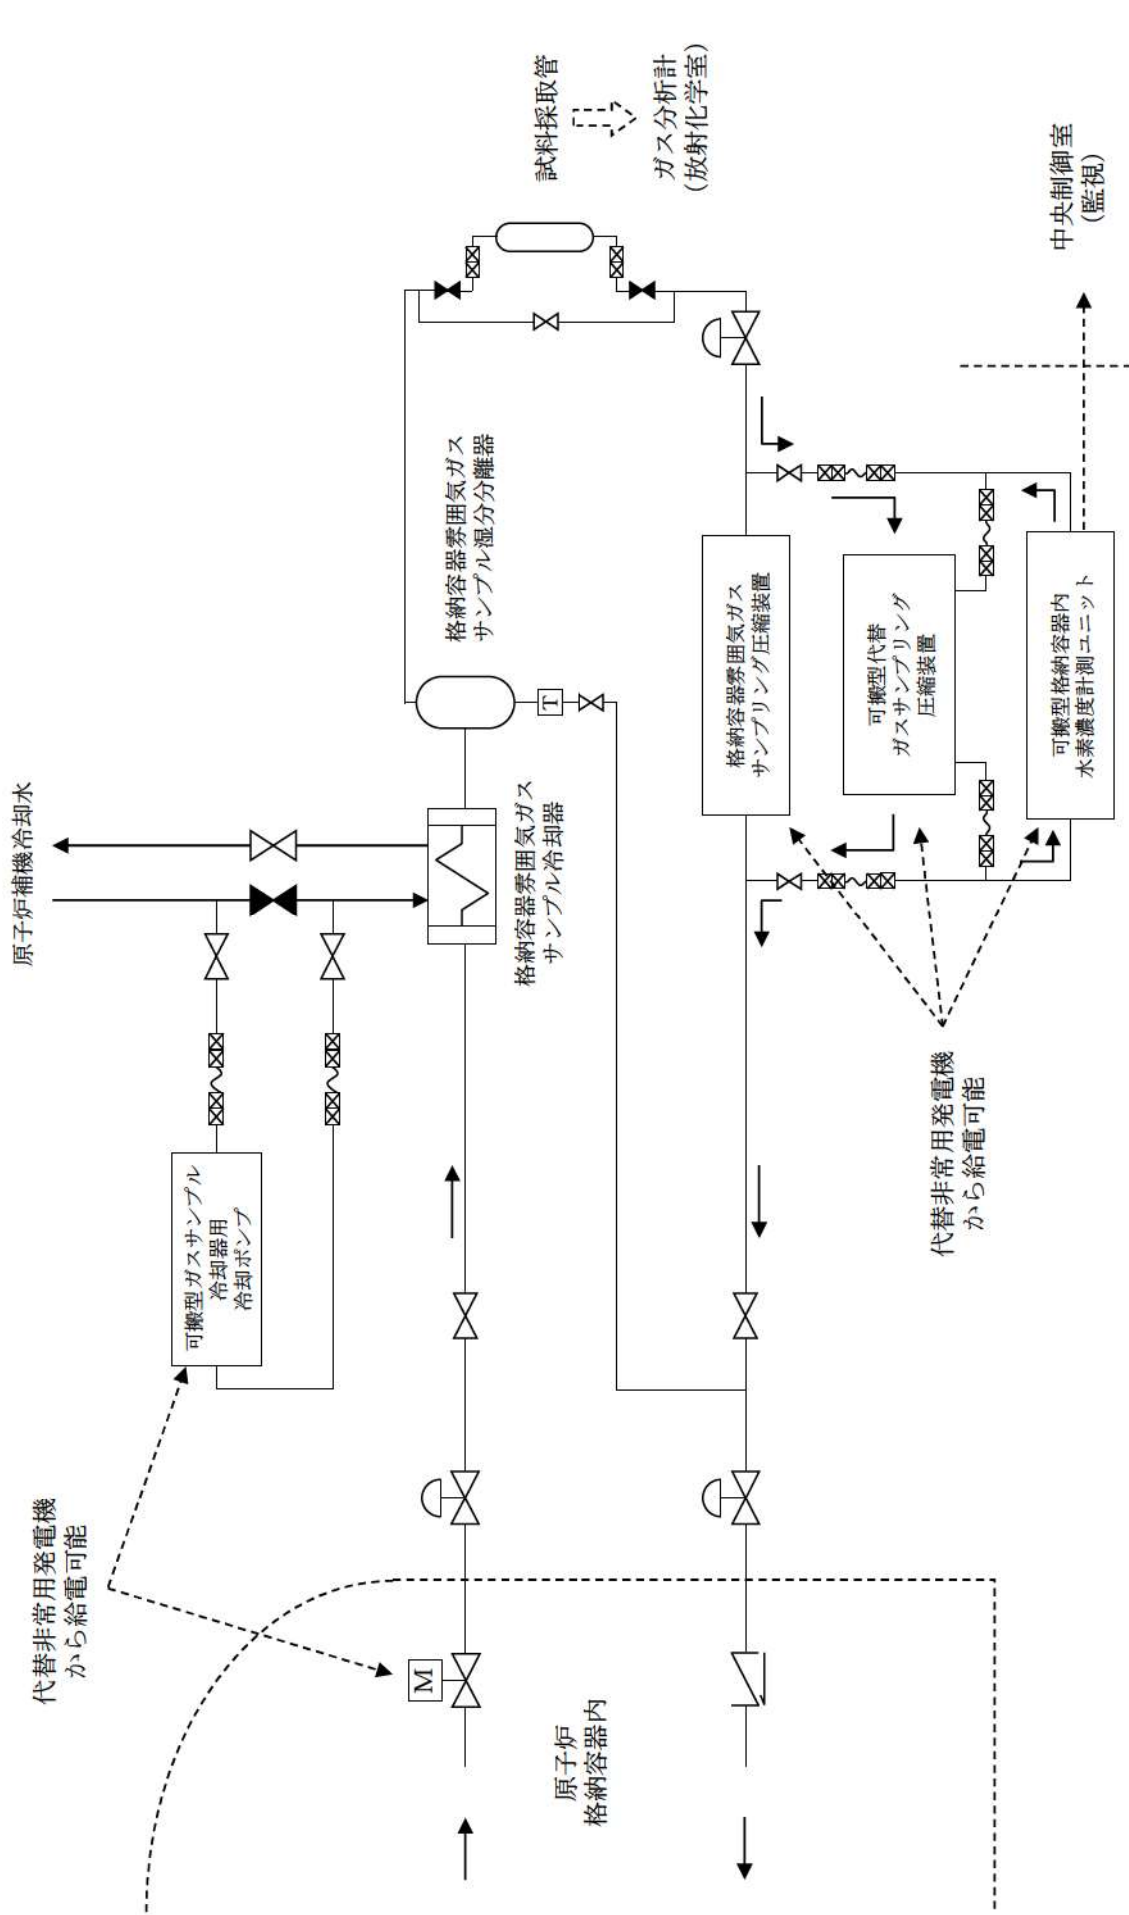 試料採取管
ガス分析計
(放射化学室)
中央制御室
(監視)
格納容器雰囲気ガス
サンプル湿分分離器
原子炉補機冷却水
格納容器雰囲気ガス
サンプル冷却器
T
格納容器雰囲気ガス
サンプリング圧縮装置
可搬型代替
ガスサンプリング
圧縮装置
可搬型格納容器内
水素濃度計測ユニット
可搬型ガスサンプル
冷却器用
冷却ポンプ
代替非常用発電機
から給電可能
代替非常用発電機
から給電可能
M
原子炉
格納容器内